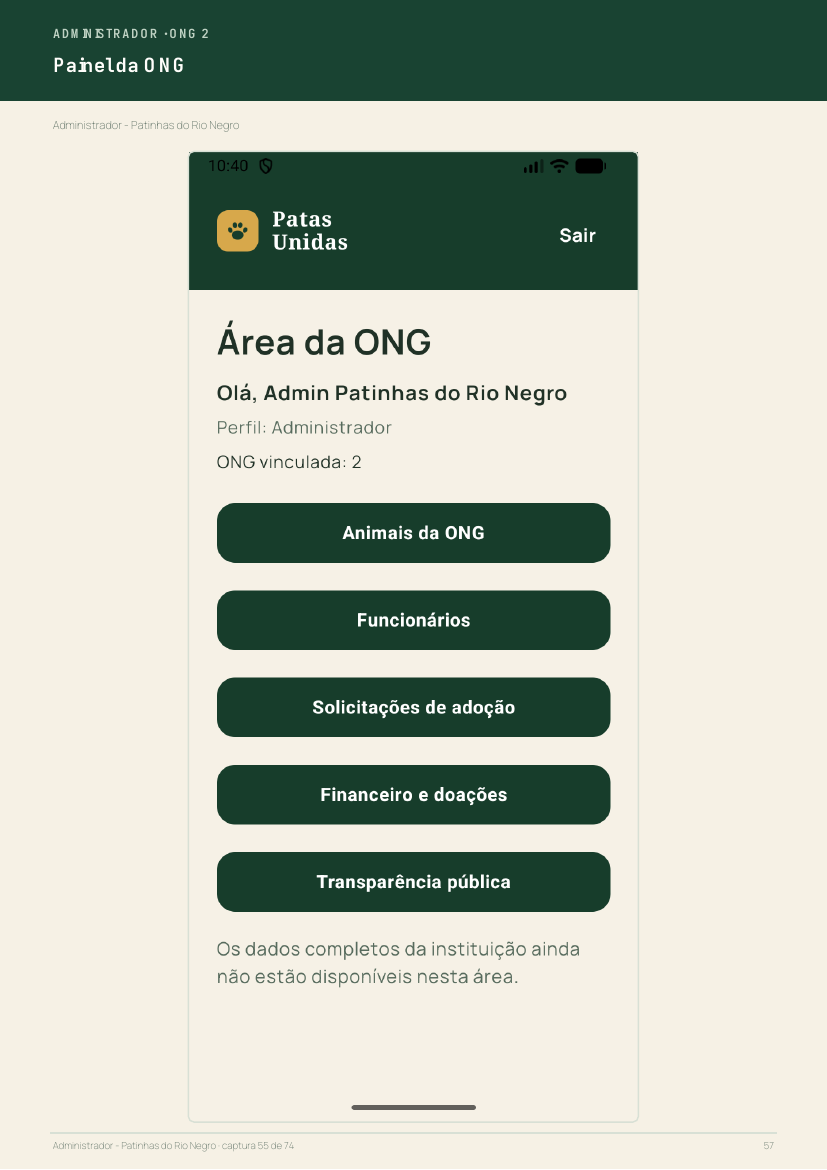 ADMINISTRADOR · ONG 2
Painel da ONG
Administrador - Patinhas do Rio Negro
10:40
Patas
Unidas
Sair
Área da ONG
Olá, Admin Patinhas do Rio Negro
Perfil: Administrador
ONG vinculada: 2
Animais da ONG
Funcionários
Solicitações de adoção
Financeiro e doações
Transparência pública
Os dados completos da instituição ainda
não estão disponíveis nesta área.
Administrador - Patinhas do Rio Negro · captura 55 de 74
57